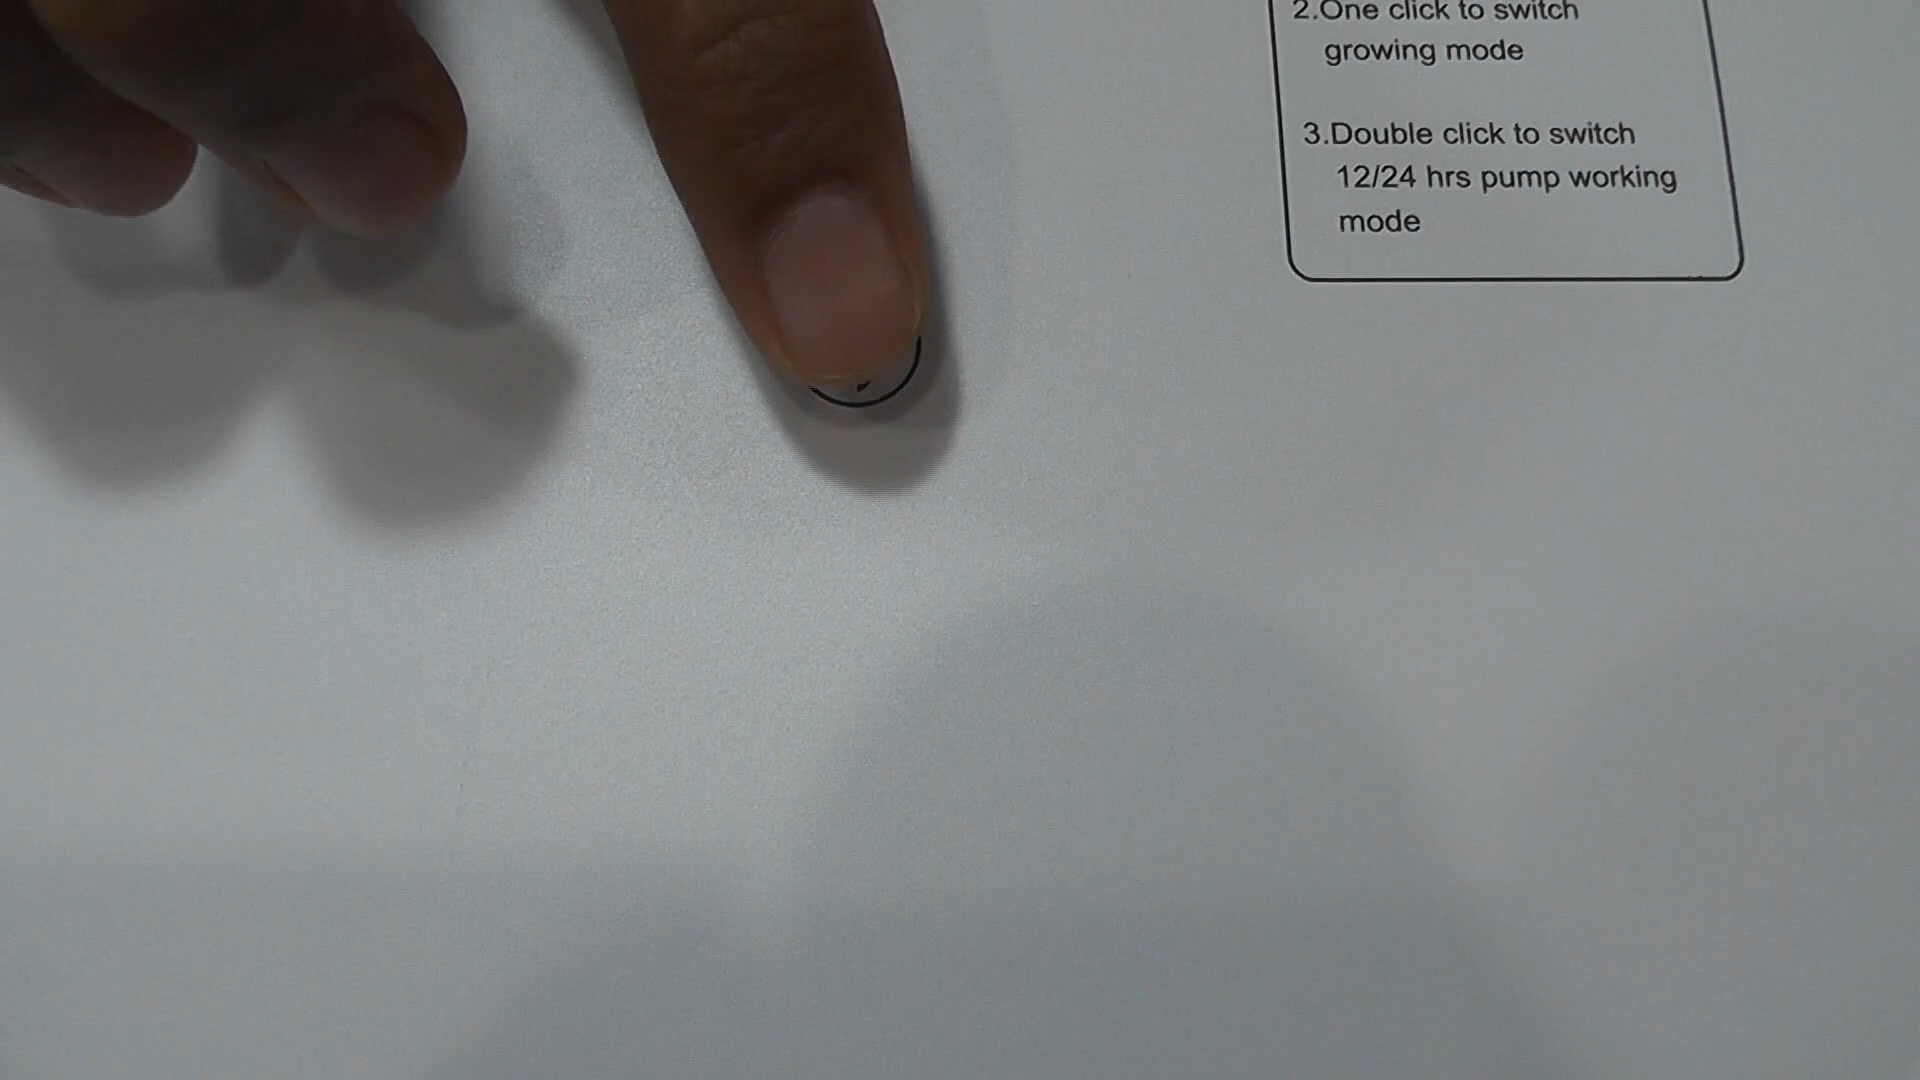 2.One click to switch
growing mode
3.Double click to switch
12/24 hrs pump working
mode